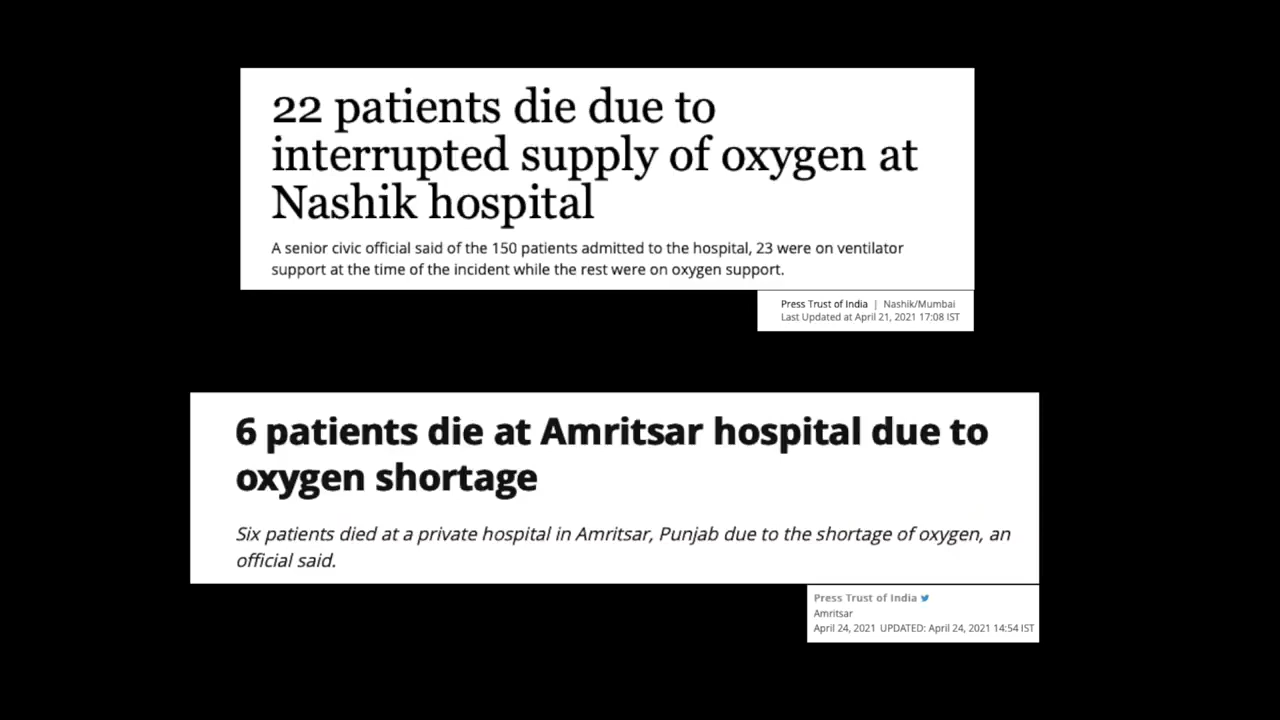 22 patients die due to
interrupted supply of oxygen at
Nashik hospital
A senior civic official said of the 150 patients admitted to the hospital, 23 were on ventilator
support at the time of the incident while the rest were on oxygen support.
Press Trust of India | Nashik/Mumbai
Last Updated at April 21, 2021 17:08 IST
6 patients die at Amritsar hospital due to
oxygen shortage
Six patients died at a private hospital in Amritsar, Punjab due to the shortage of oxygen, an
official said.
Press Trust of India
Amritsar
April 24, 2021 UPDATED: April 24, 2021 14:54 IST